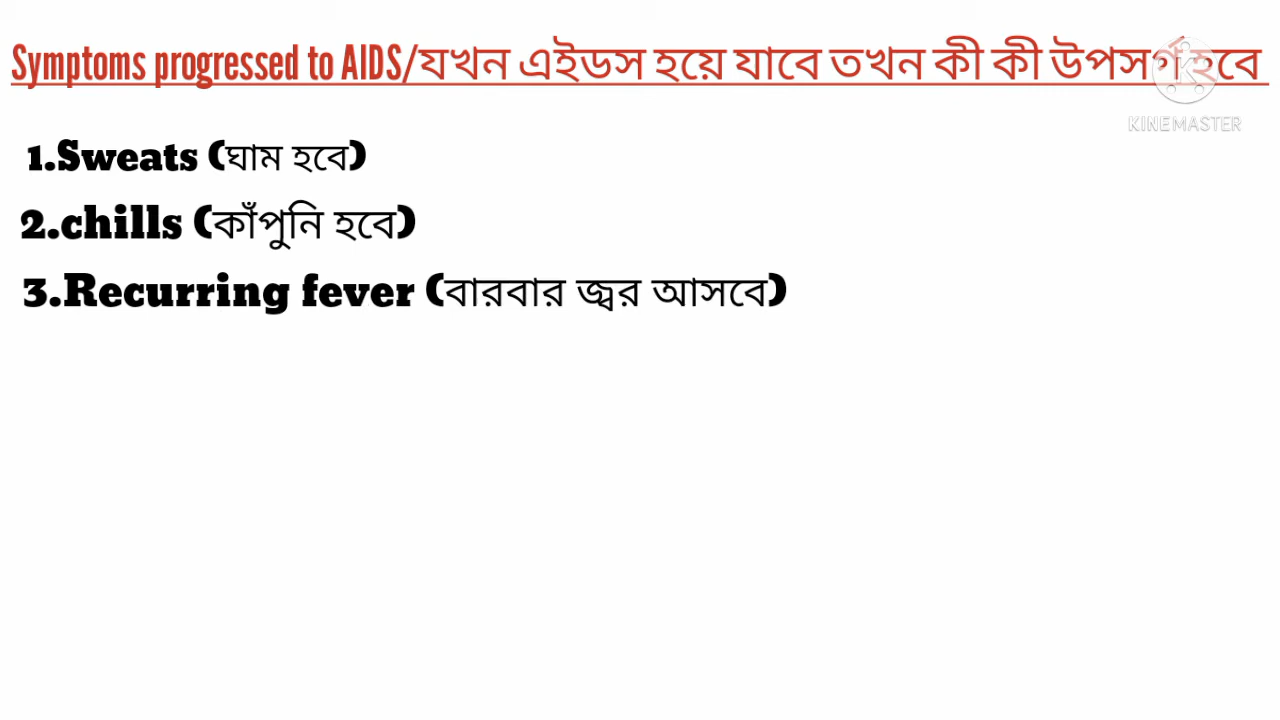 Symptoms progressed to AIDS/যখন এইডস হয়ে যাবে তখন কী কী উপসর্গ হবে
KINEMASTER
1.Sweats (ঘাম হবে)
2.chills (কাঁপুনি হবে)
3.Recurring fever (বারবার জ্বর আসবে)